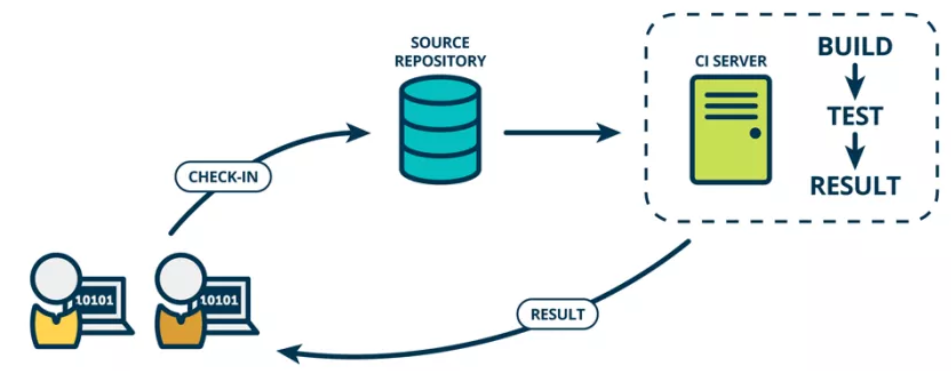 SOURCE
REPOSITORY
CI SERVER
BUILD
TEST
RESULT
CHECK-IN
10101
10101
RESULT